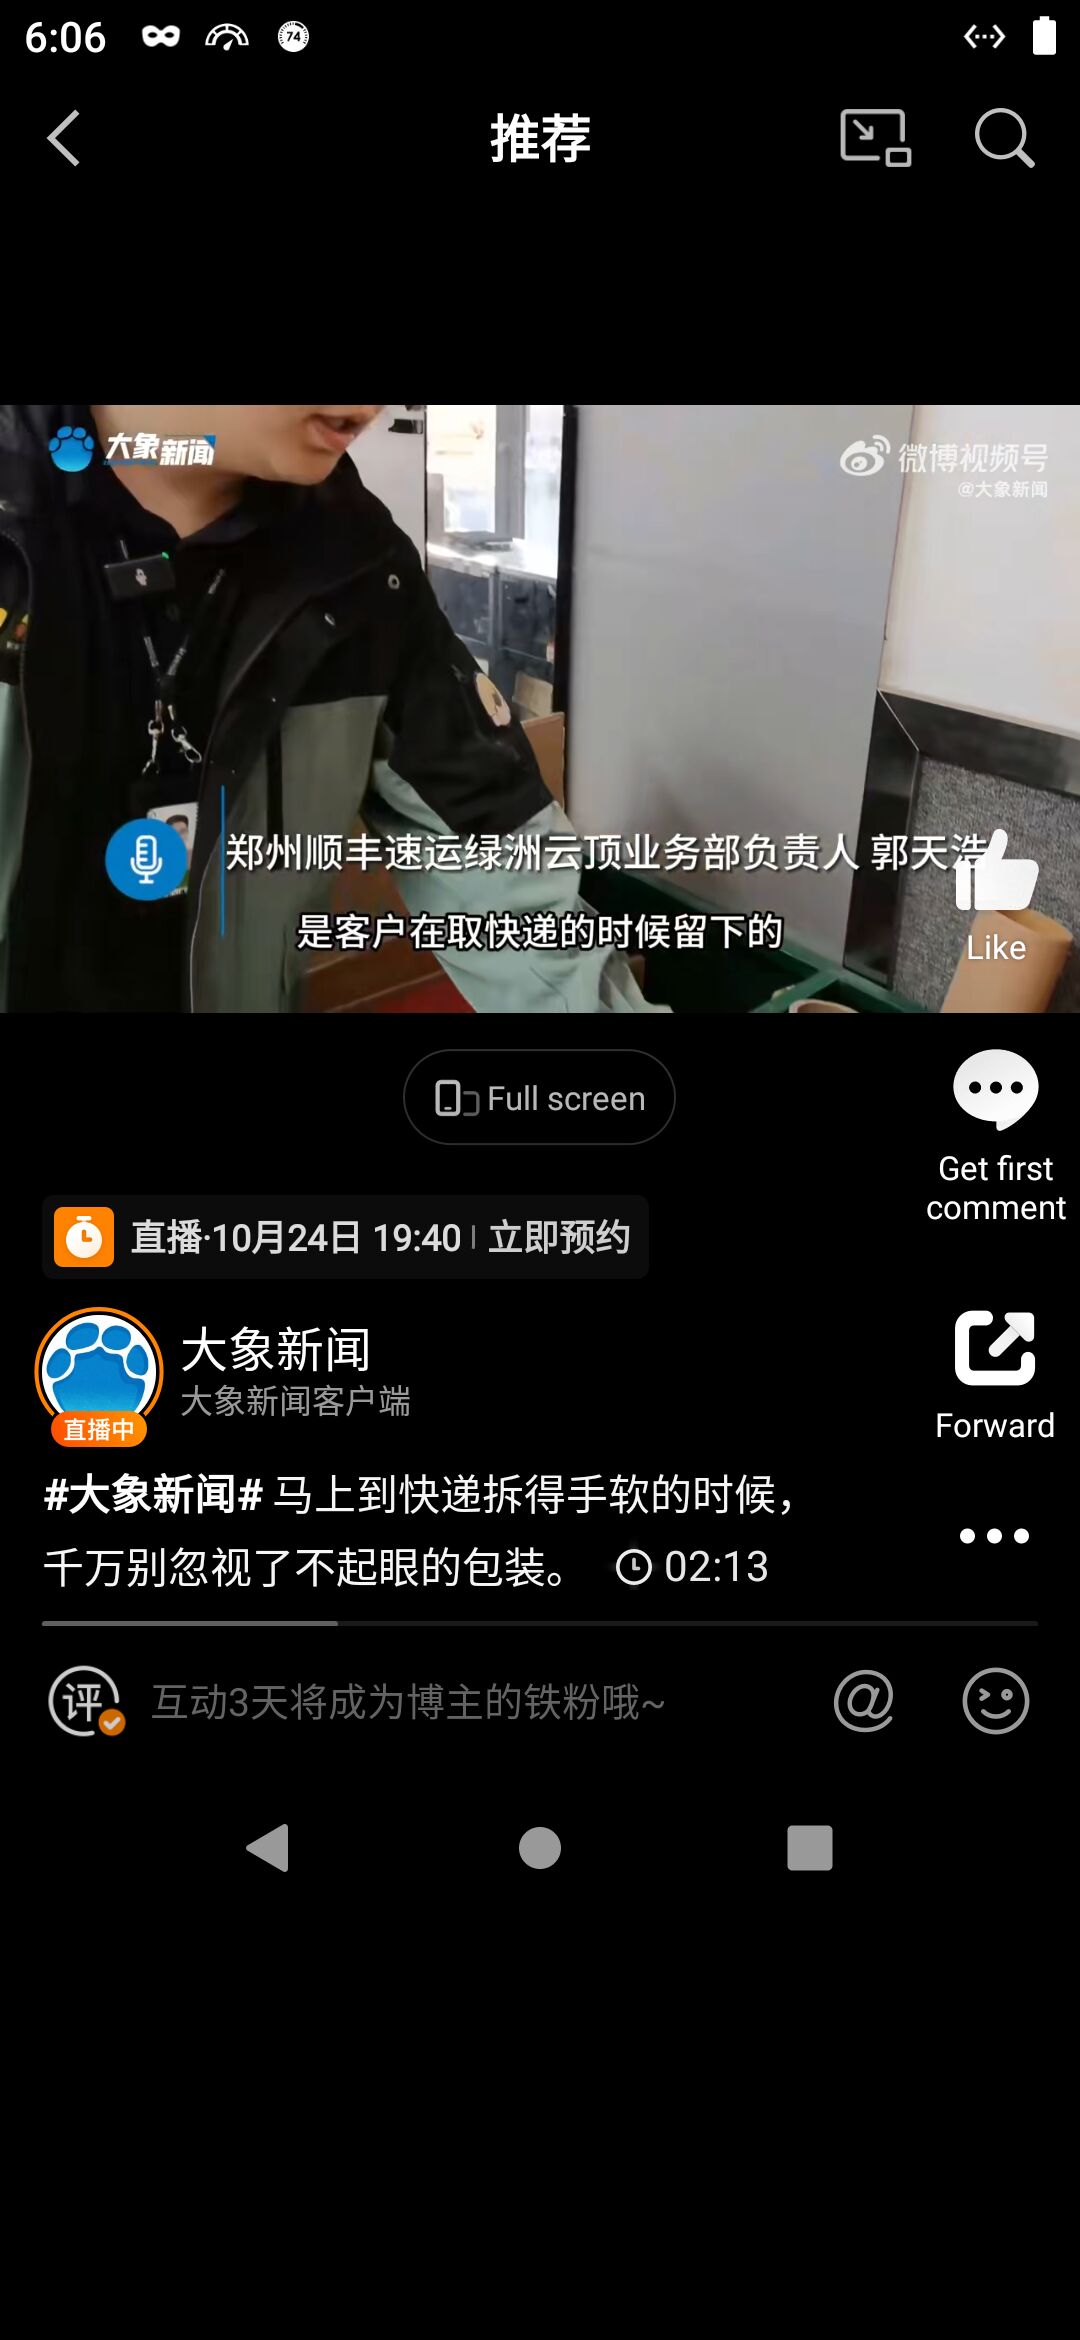 6:06
74
推荐
大象新闻
微博视频号
@大象新闻
郑州顺丰速运绿洲云顶业务部负责人 郭天浩
是客户在取快递的时候留下的
Like
Full screen
Get first
comment
直播·10月24日 19:40 | 立即预约
大象新闻
大象新闻客户端
直播中
Forward
#大象新闻# 马上到快递拆得手软的时候，
千万别忽视了不起眼的包装。 02:13
评 互动3天将成为博主的铁粉哦~